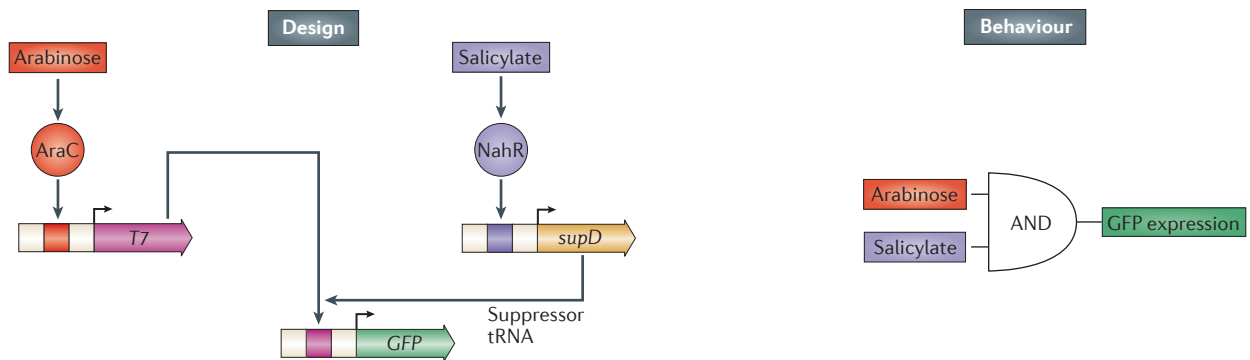 Design
Behaviour
Arabinose
Salicylate
AraC
NahR
T7
supD
Suppressor
tRNA
GFP
Arabinose
Salicylate
AND
GFP expression